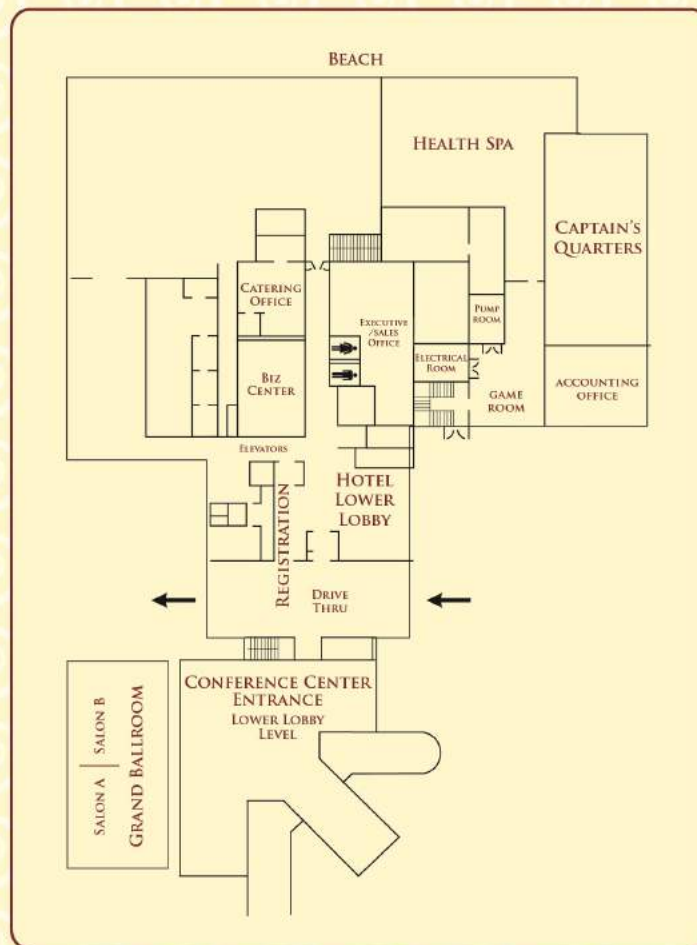 BEACH
HEALTH SPA
CAPTAIN'S
QUARTERS
CATERING
OFFICE
EXECUTIVE
/SALES
OFFICE
PUMP
ROOM
BIZ
CENTER
ELECTRICAL
ROOM
GAME
ROOM
ACCOUNTING
OFFICE
ELEVATORS
HOTEL
LOWER
LOBBY
REGISTRATION
DRIVE
THRU
CONFERENCE CENTER
ENTRANCE
LOWER LOBBY
LEVEL
SALON A
SALON B
GRAND BALLROOM